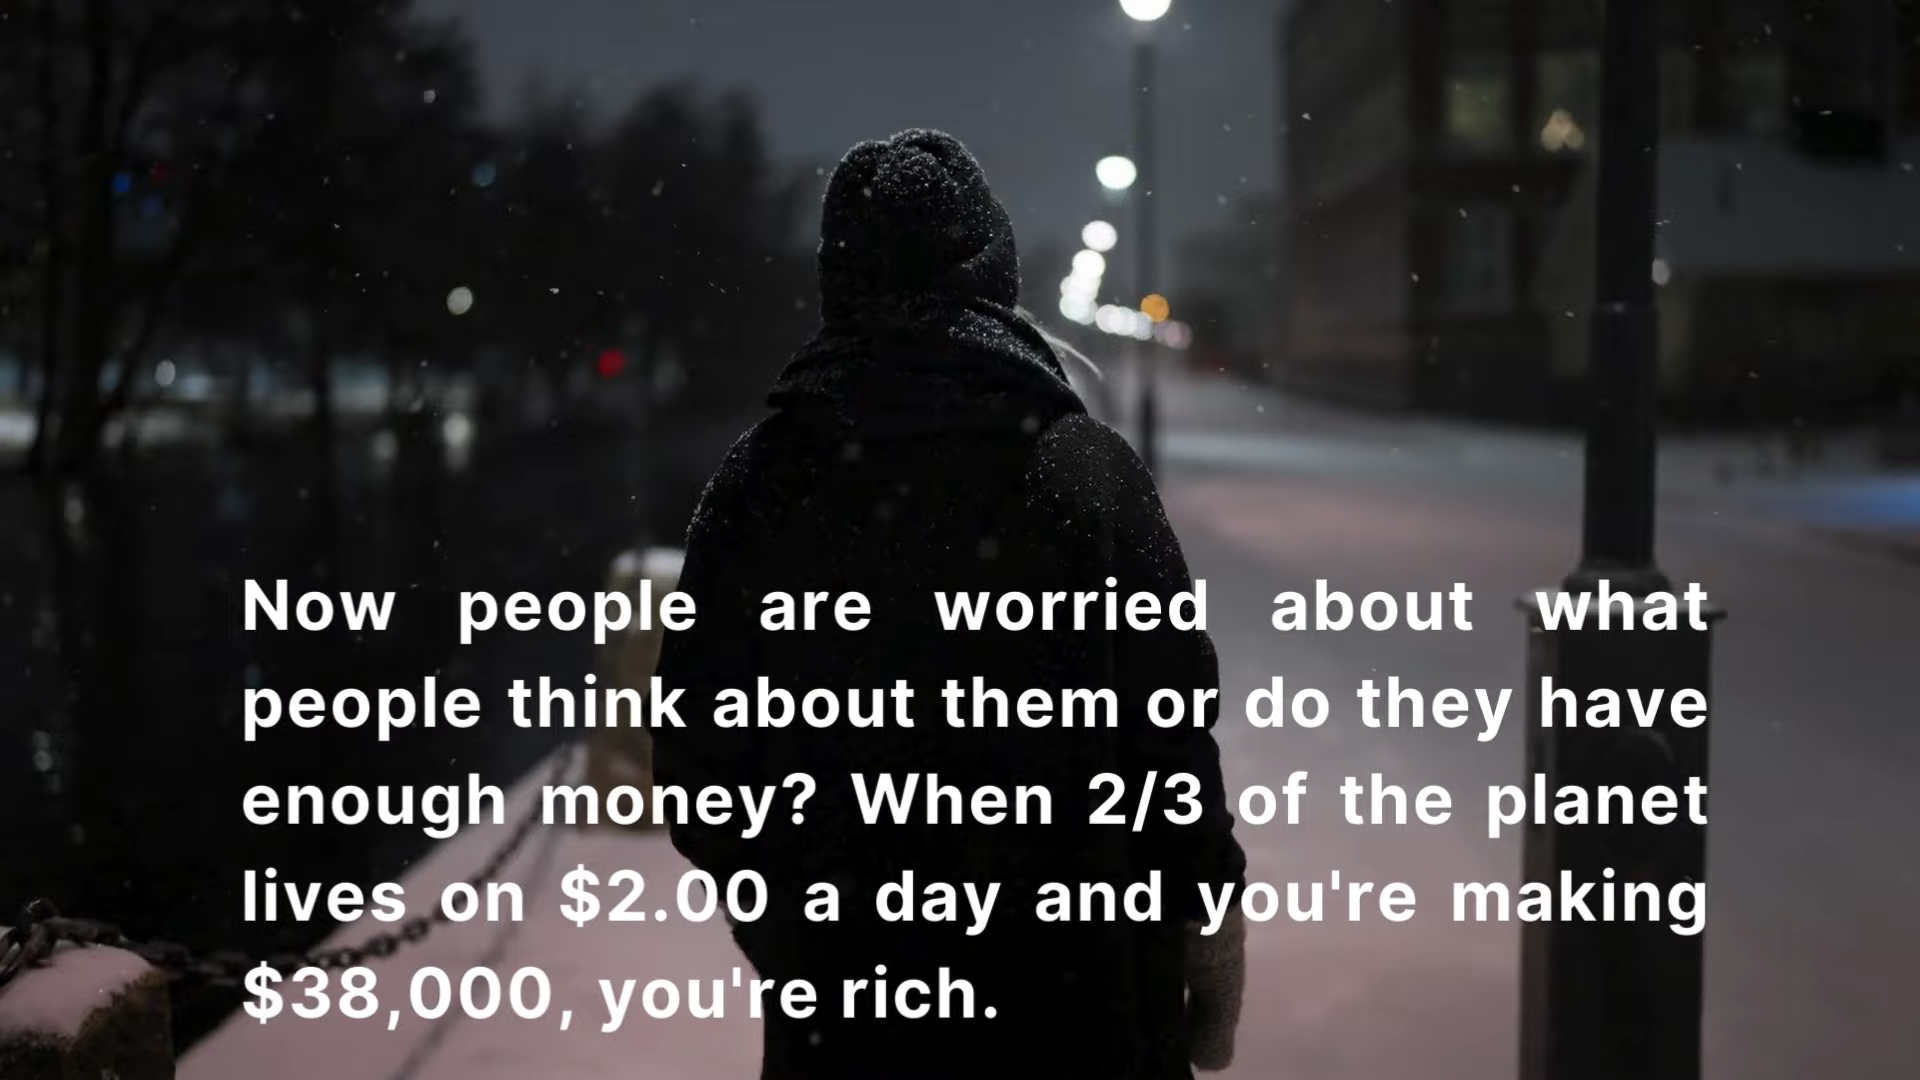 Now people are worried about what
people think about them or do they have
enough money? When 2/3 of the planet
lives on $2.00 a day and you're making
$38,000, you're rich.